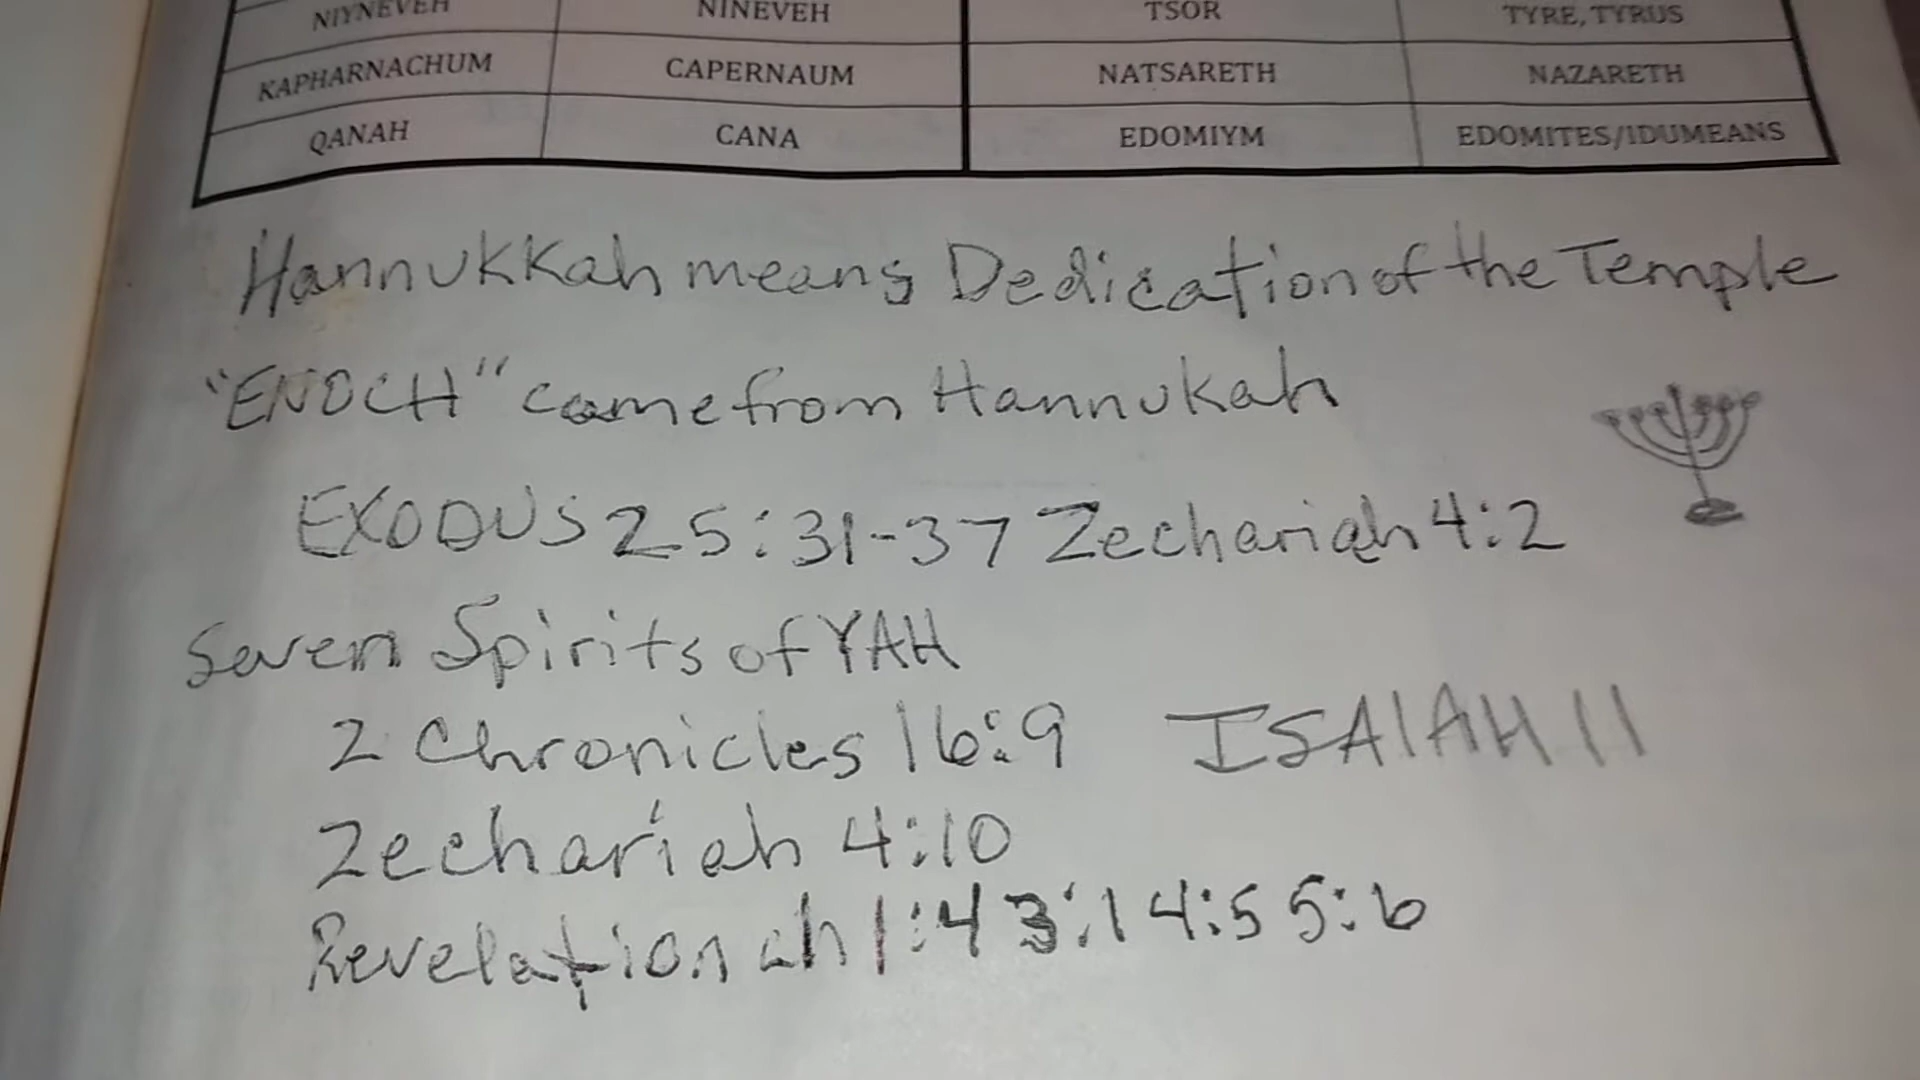 NIYNEVEH NINEVEH TSOR TYRE, TYRUS
KAPHARNACHUM CAPERNAUM NATSARETH NAZARETH
QANAH CANA EDOMIYM EDOMITES/IDUMEANS
Hannukkah means Dedication of the Temple
"ENOCH" came from Hannukah
EXODUS 25:31-37 Zechariah 4:2
Seven Spirits of YAH
2 Chronicles 16:9 ISAIAH 11
Zechariah 4:10
Revelation ch 1:4 3:1 4:5 5:6